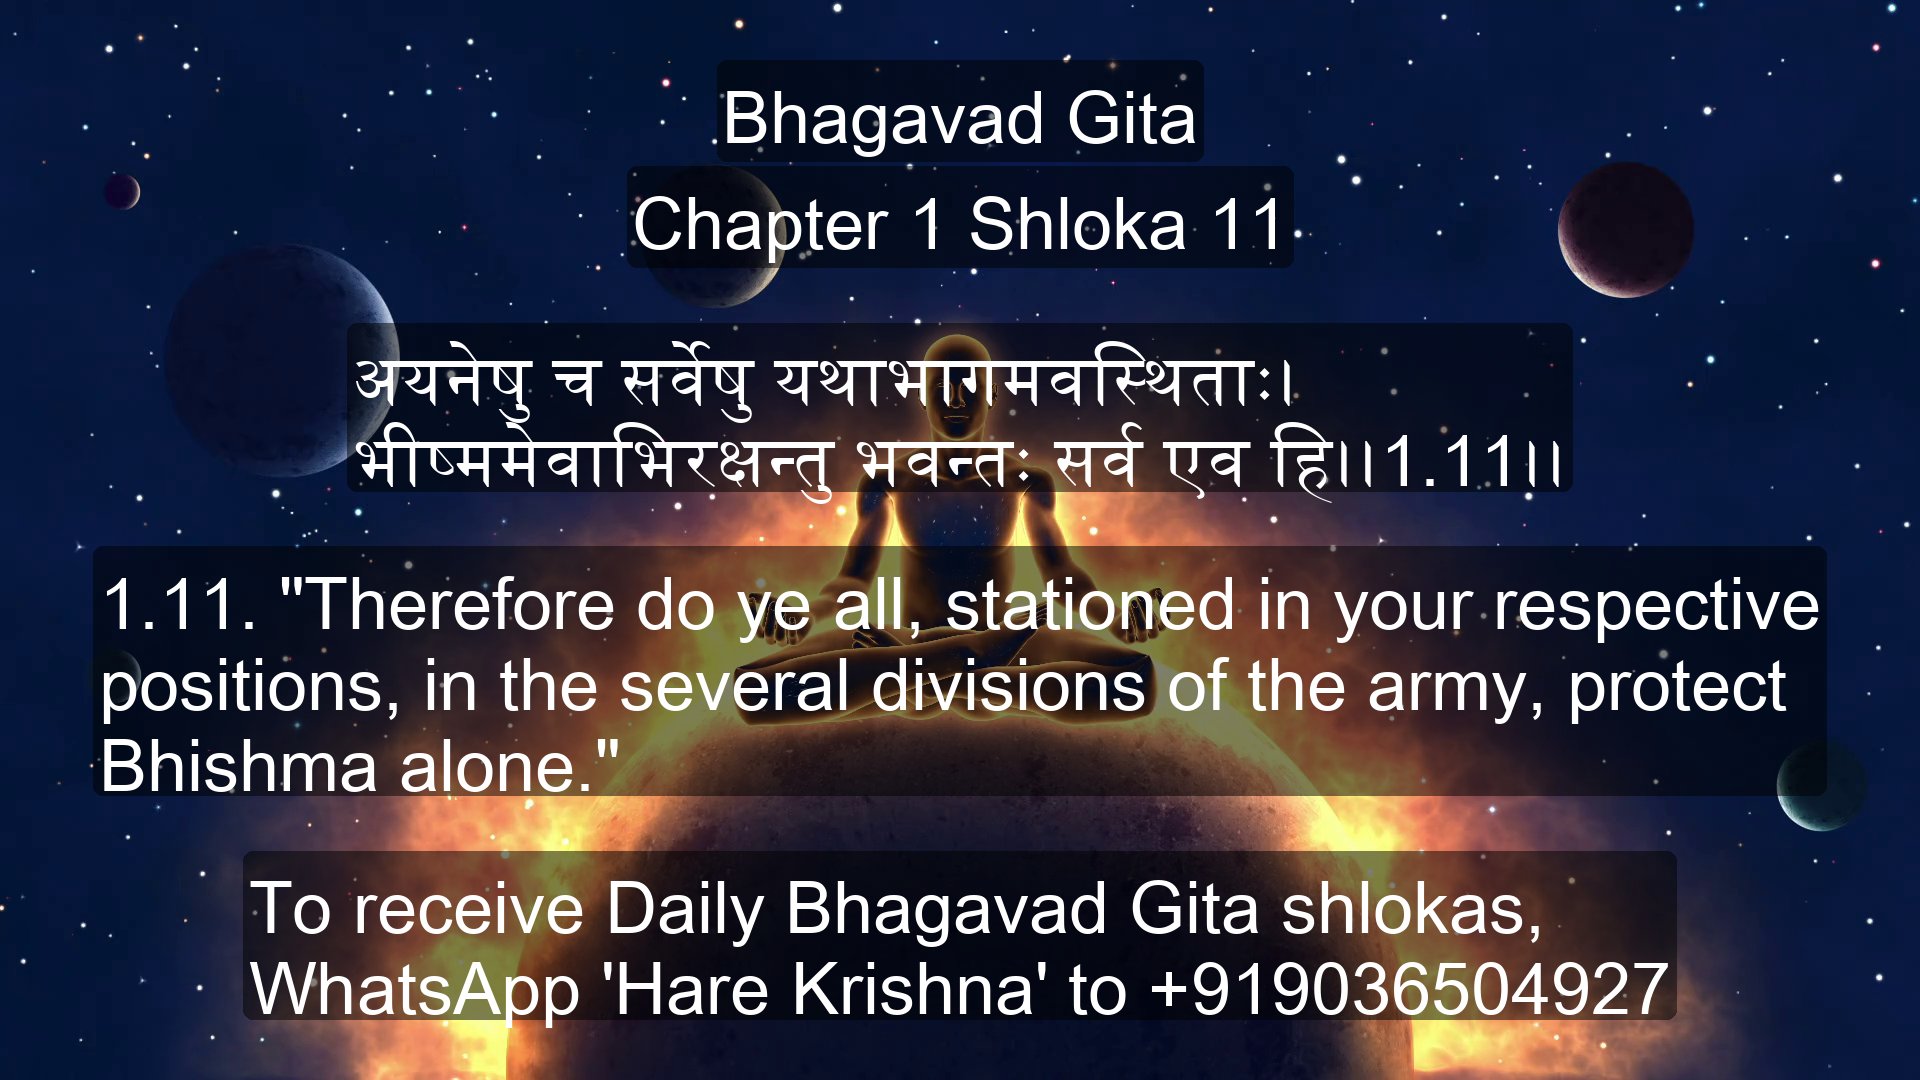 Bhagavad Gita
Chapter 1 Shloka 11
अयनेषु च सर्वेषु यथाभागमवस्थिताः।
भीष्ममेवाभिरक्षन्तु भवन्तः सर्व एव हि।।1.11।।
1.11. "Therefore do ye all, stationed in your respective
positions, in the several divisions of the army, protect
Bhishma alone."
To receive Daily Bhagavad Gita shlokas,
WhatsApp 'Hare Krishna' to +919036504927